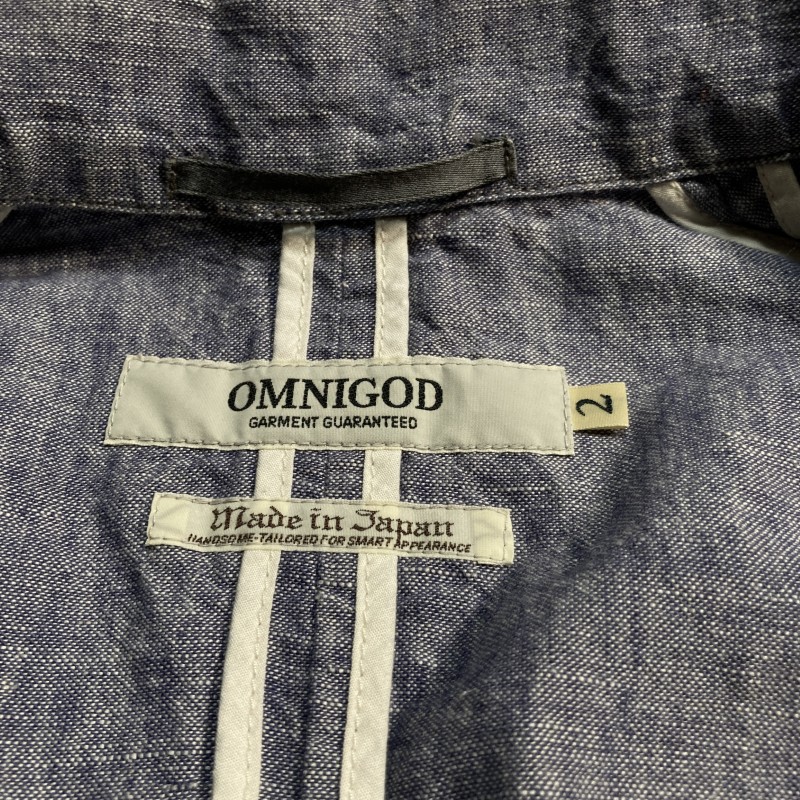 OMNIGOD
GARMENT GUARANTEED
2
Made in Japan
HANDSOME-TAILORED FOR SMART APPEARANCE